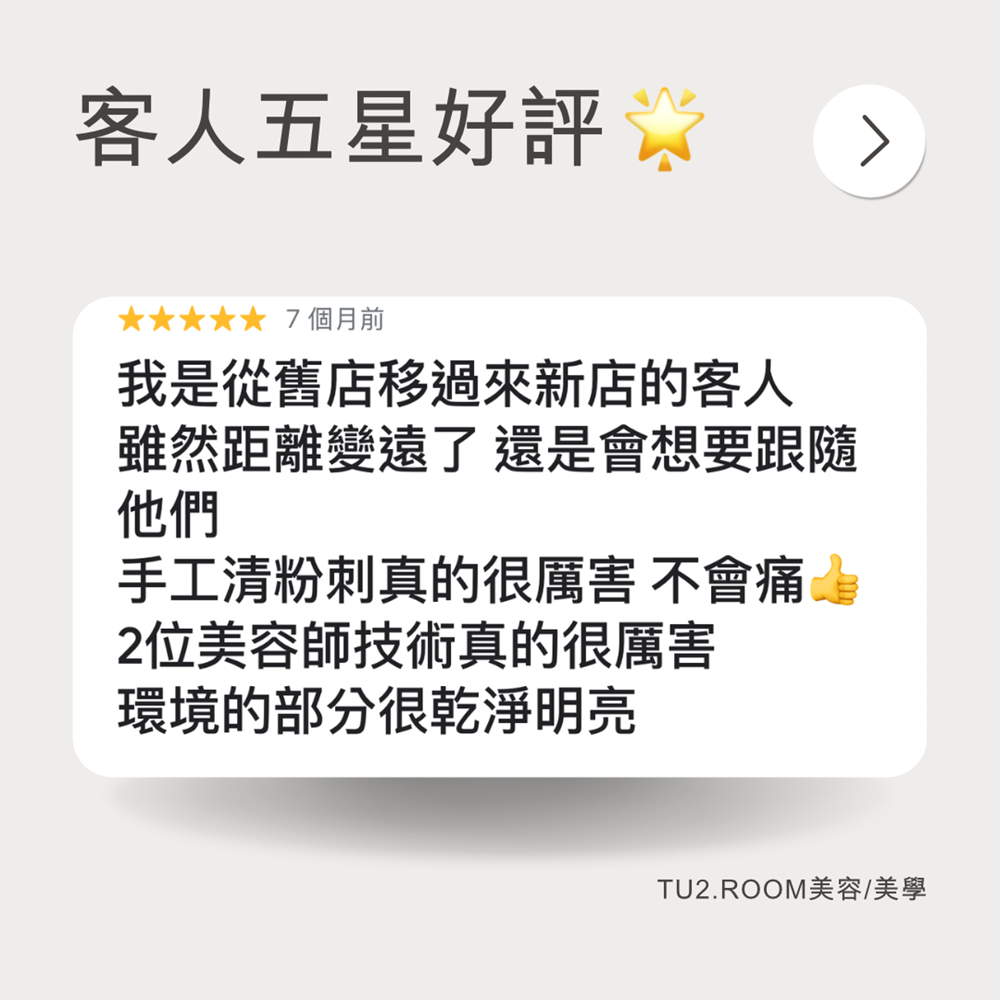 客人五星好評🌟
★★★★★ 7 個月前
我是從舊店移過來新店的客人
雖然距離變遠了 還是會想要跟隨
他們
手工清粉刺真的很厲害 不會痛👍
2位美容師技術真的很厲害
環境的部分很乾淨明亮
TU2.ROOM美容/美學